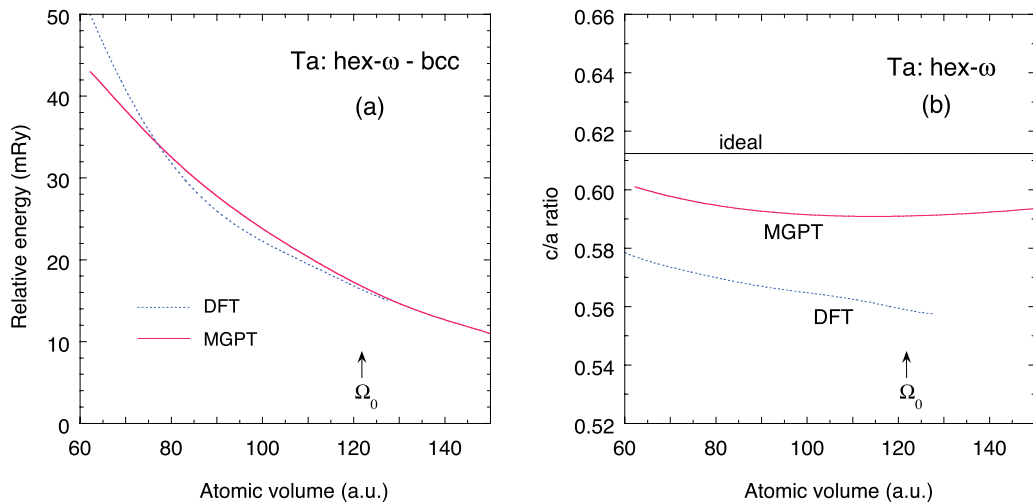 Ta: hex-ω - bcc
(a)
Relative energy (mRy)
50
40
30
20
10
0
DFT
MGPT
Ω0
60
80
100
120
140
Atomic volume (a.u.)
Ta: hex-ω
(b)
c/a ratio
0.66
0.64
0.62
0.60
0.58
0.56
0.54
0.52
ideal
MGPT
DFT
Ω0
60
80
100
120
140
Atomic volume (a.u.)